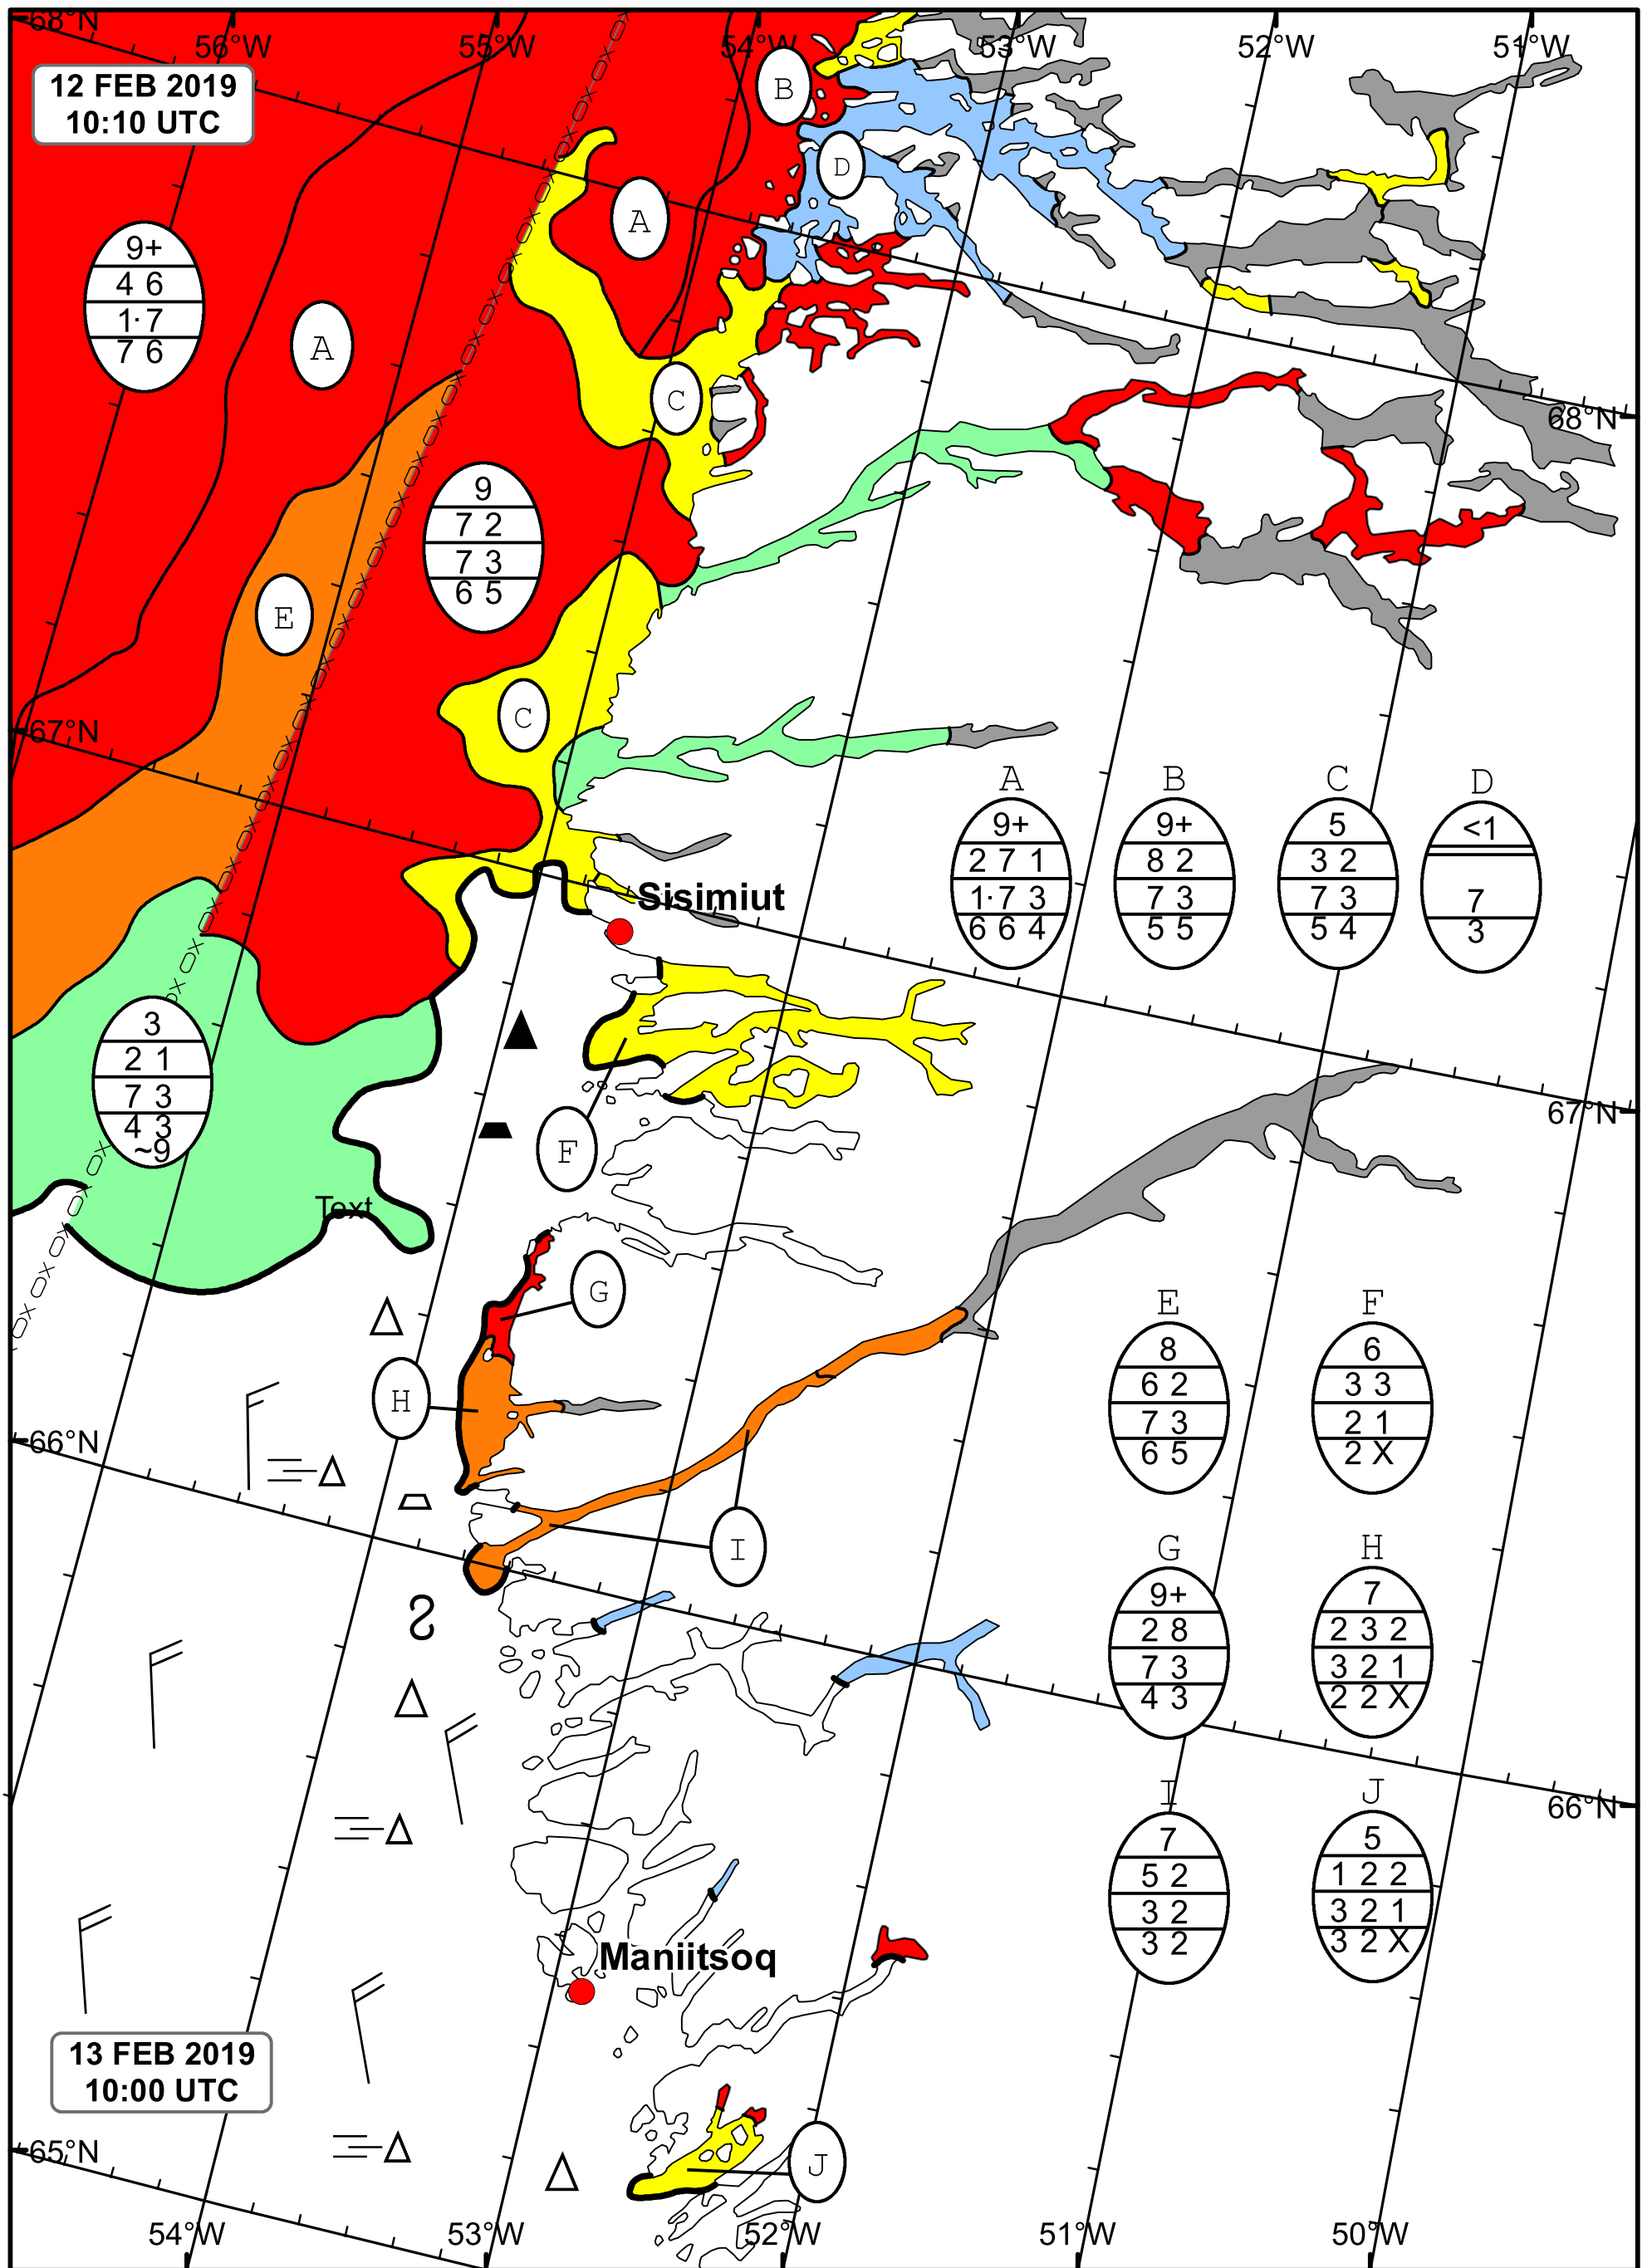 68°N
56°W
55°W
54°W
53°W
52°W
51°W
12 FEB 2019
10:10 UTC
B
D
A
9+
4 6
1· 7
7 6
A
C
68°N
9
7 2
7 3
6 5
E
C
67°N
A
9+
2 7 1
1· 7 3
6 6 4
B
9+
8 2
7 3
5 5
C
5
3 2
7 3
5 4
D
<1
7
3
Sisimiut
3
2 1
7 3
4 3
~9
67°N
F
Text
G
H
E
8
6 2
7 3
6 5
F
6
3 3
2 1
2 X
66°N
I
G
9+
2 8
7 3
4 3
H
7
2 3 2
3 2 1
2 2 X
66°N
I
7
5 2
3 2
3 2
J
5
1 2 2
3 2 1
3 2 X
Maniitsoq
13 FEB 2019
10:00 UTC
J
65°N
54°W
53°W
52°W
51°W
50°W